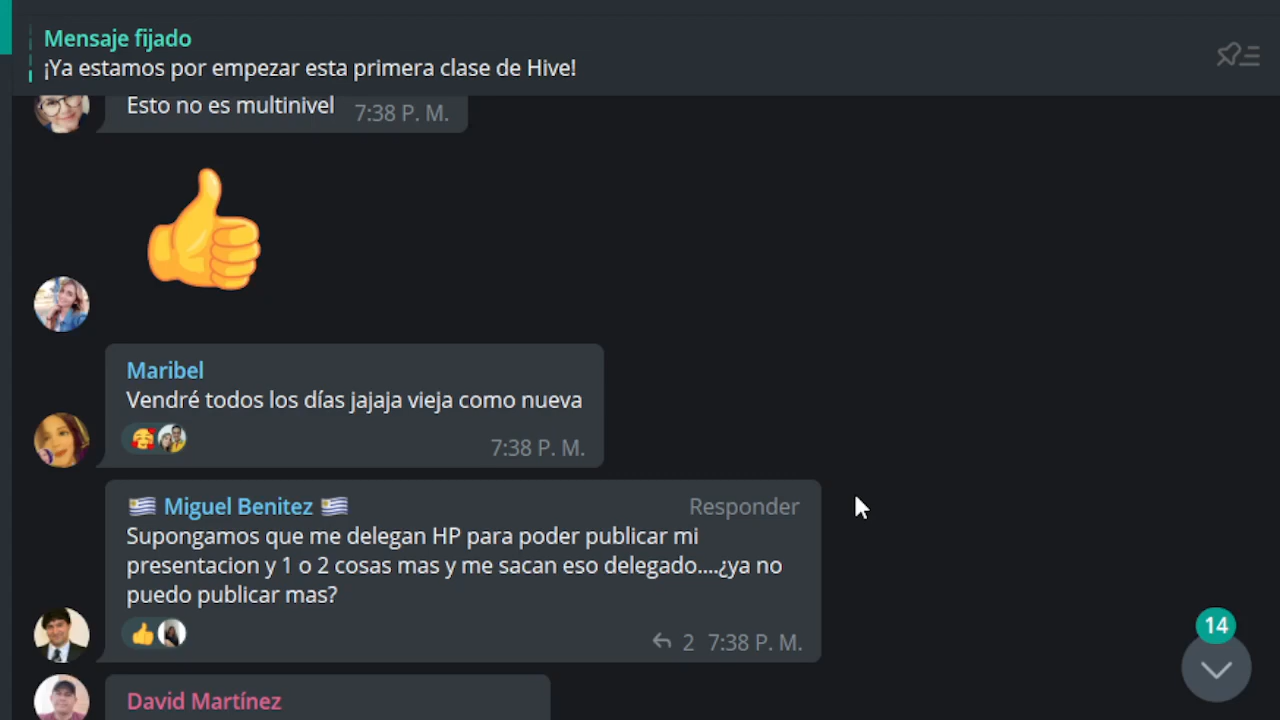 Mensaje fijado
¡Ya estamos por empezar esta primera clase de Hive!
Esto no es multinivel 7:38 P. M.
Maribel
Vendré todos los días jajaja vieja como nueva
7:38 P. M.
Miguel Benitez Responder
Supongamos que me delegan HP para poder publicar mi
presentacion y 1 o 2 cosas mas y me sacan eso delegado....¿ya no
puedo publicar mas?
2 7:38 P. M.
14
David Martínez